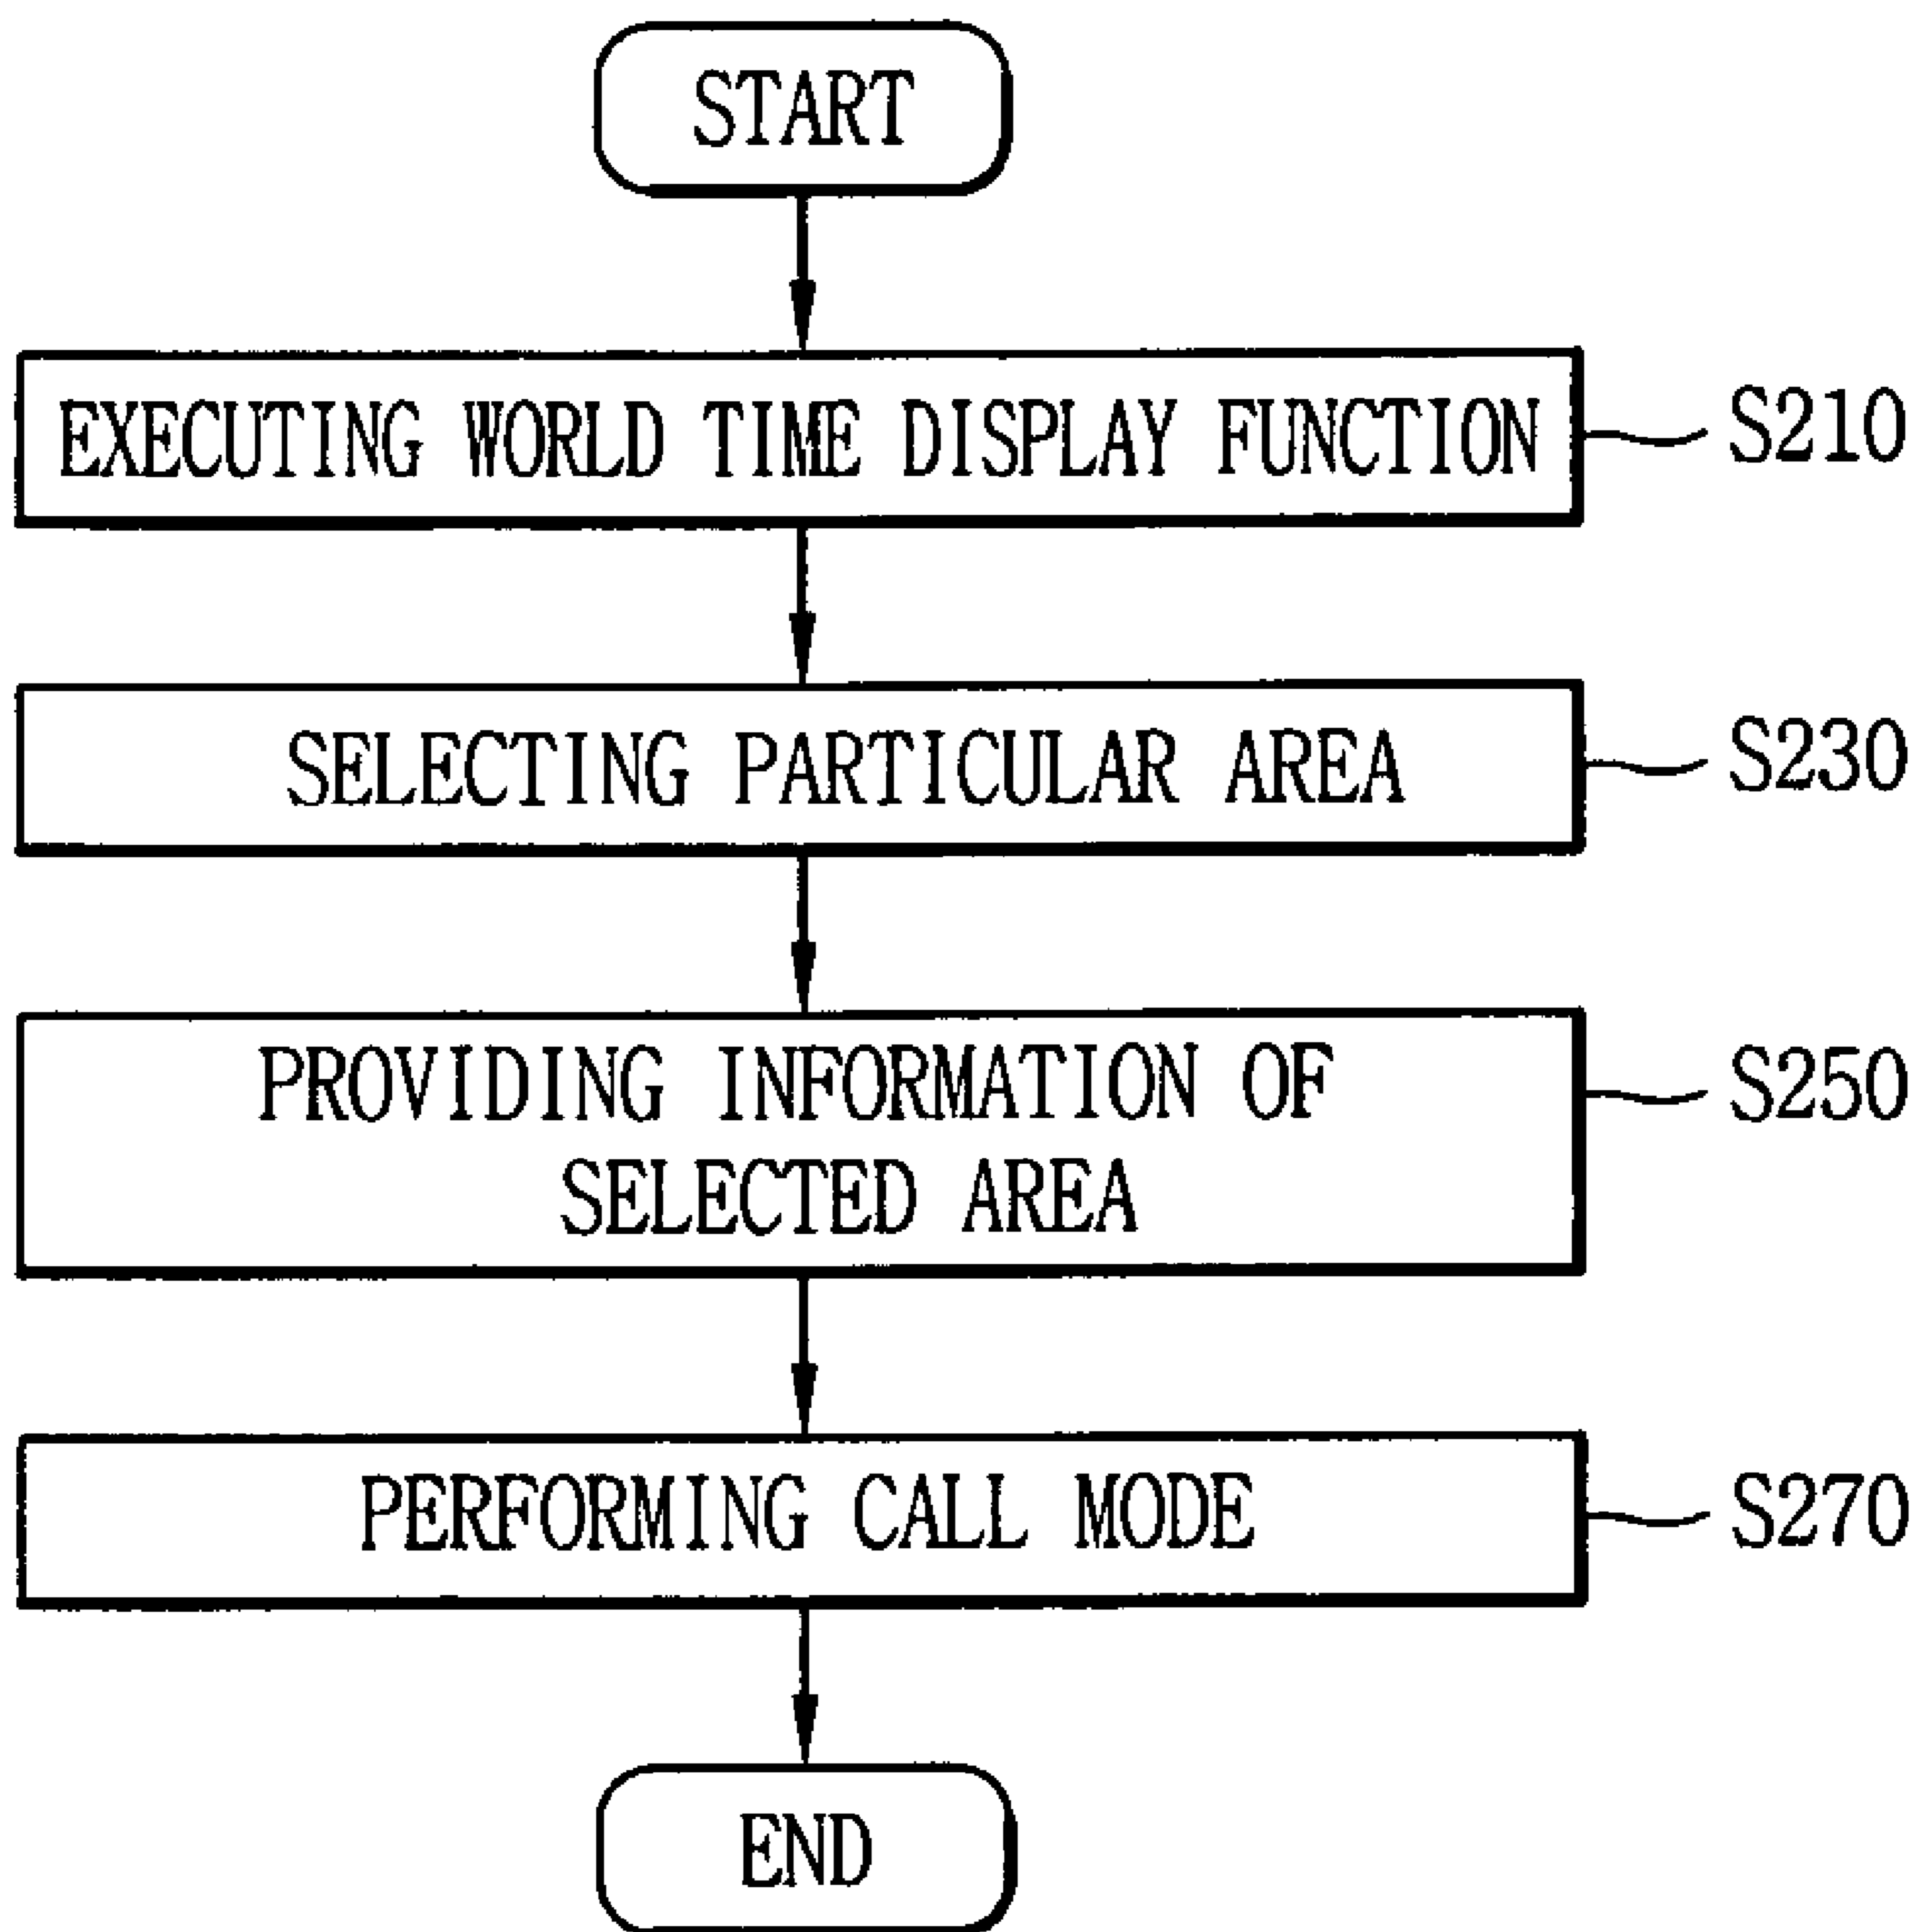 START
EXECUTING WORLD TIME DISPLAY FUNCTION
S210
SELECTING PARTICULAR AREA
S230
PROVIDING INFORMATION OF
SELECTED AREA
S250
PERFORMING CALL MODE
S270
END